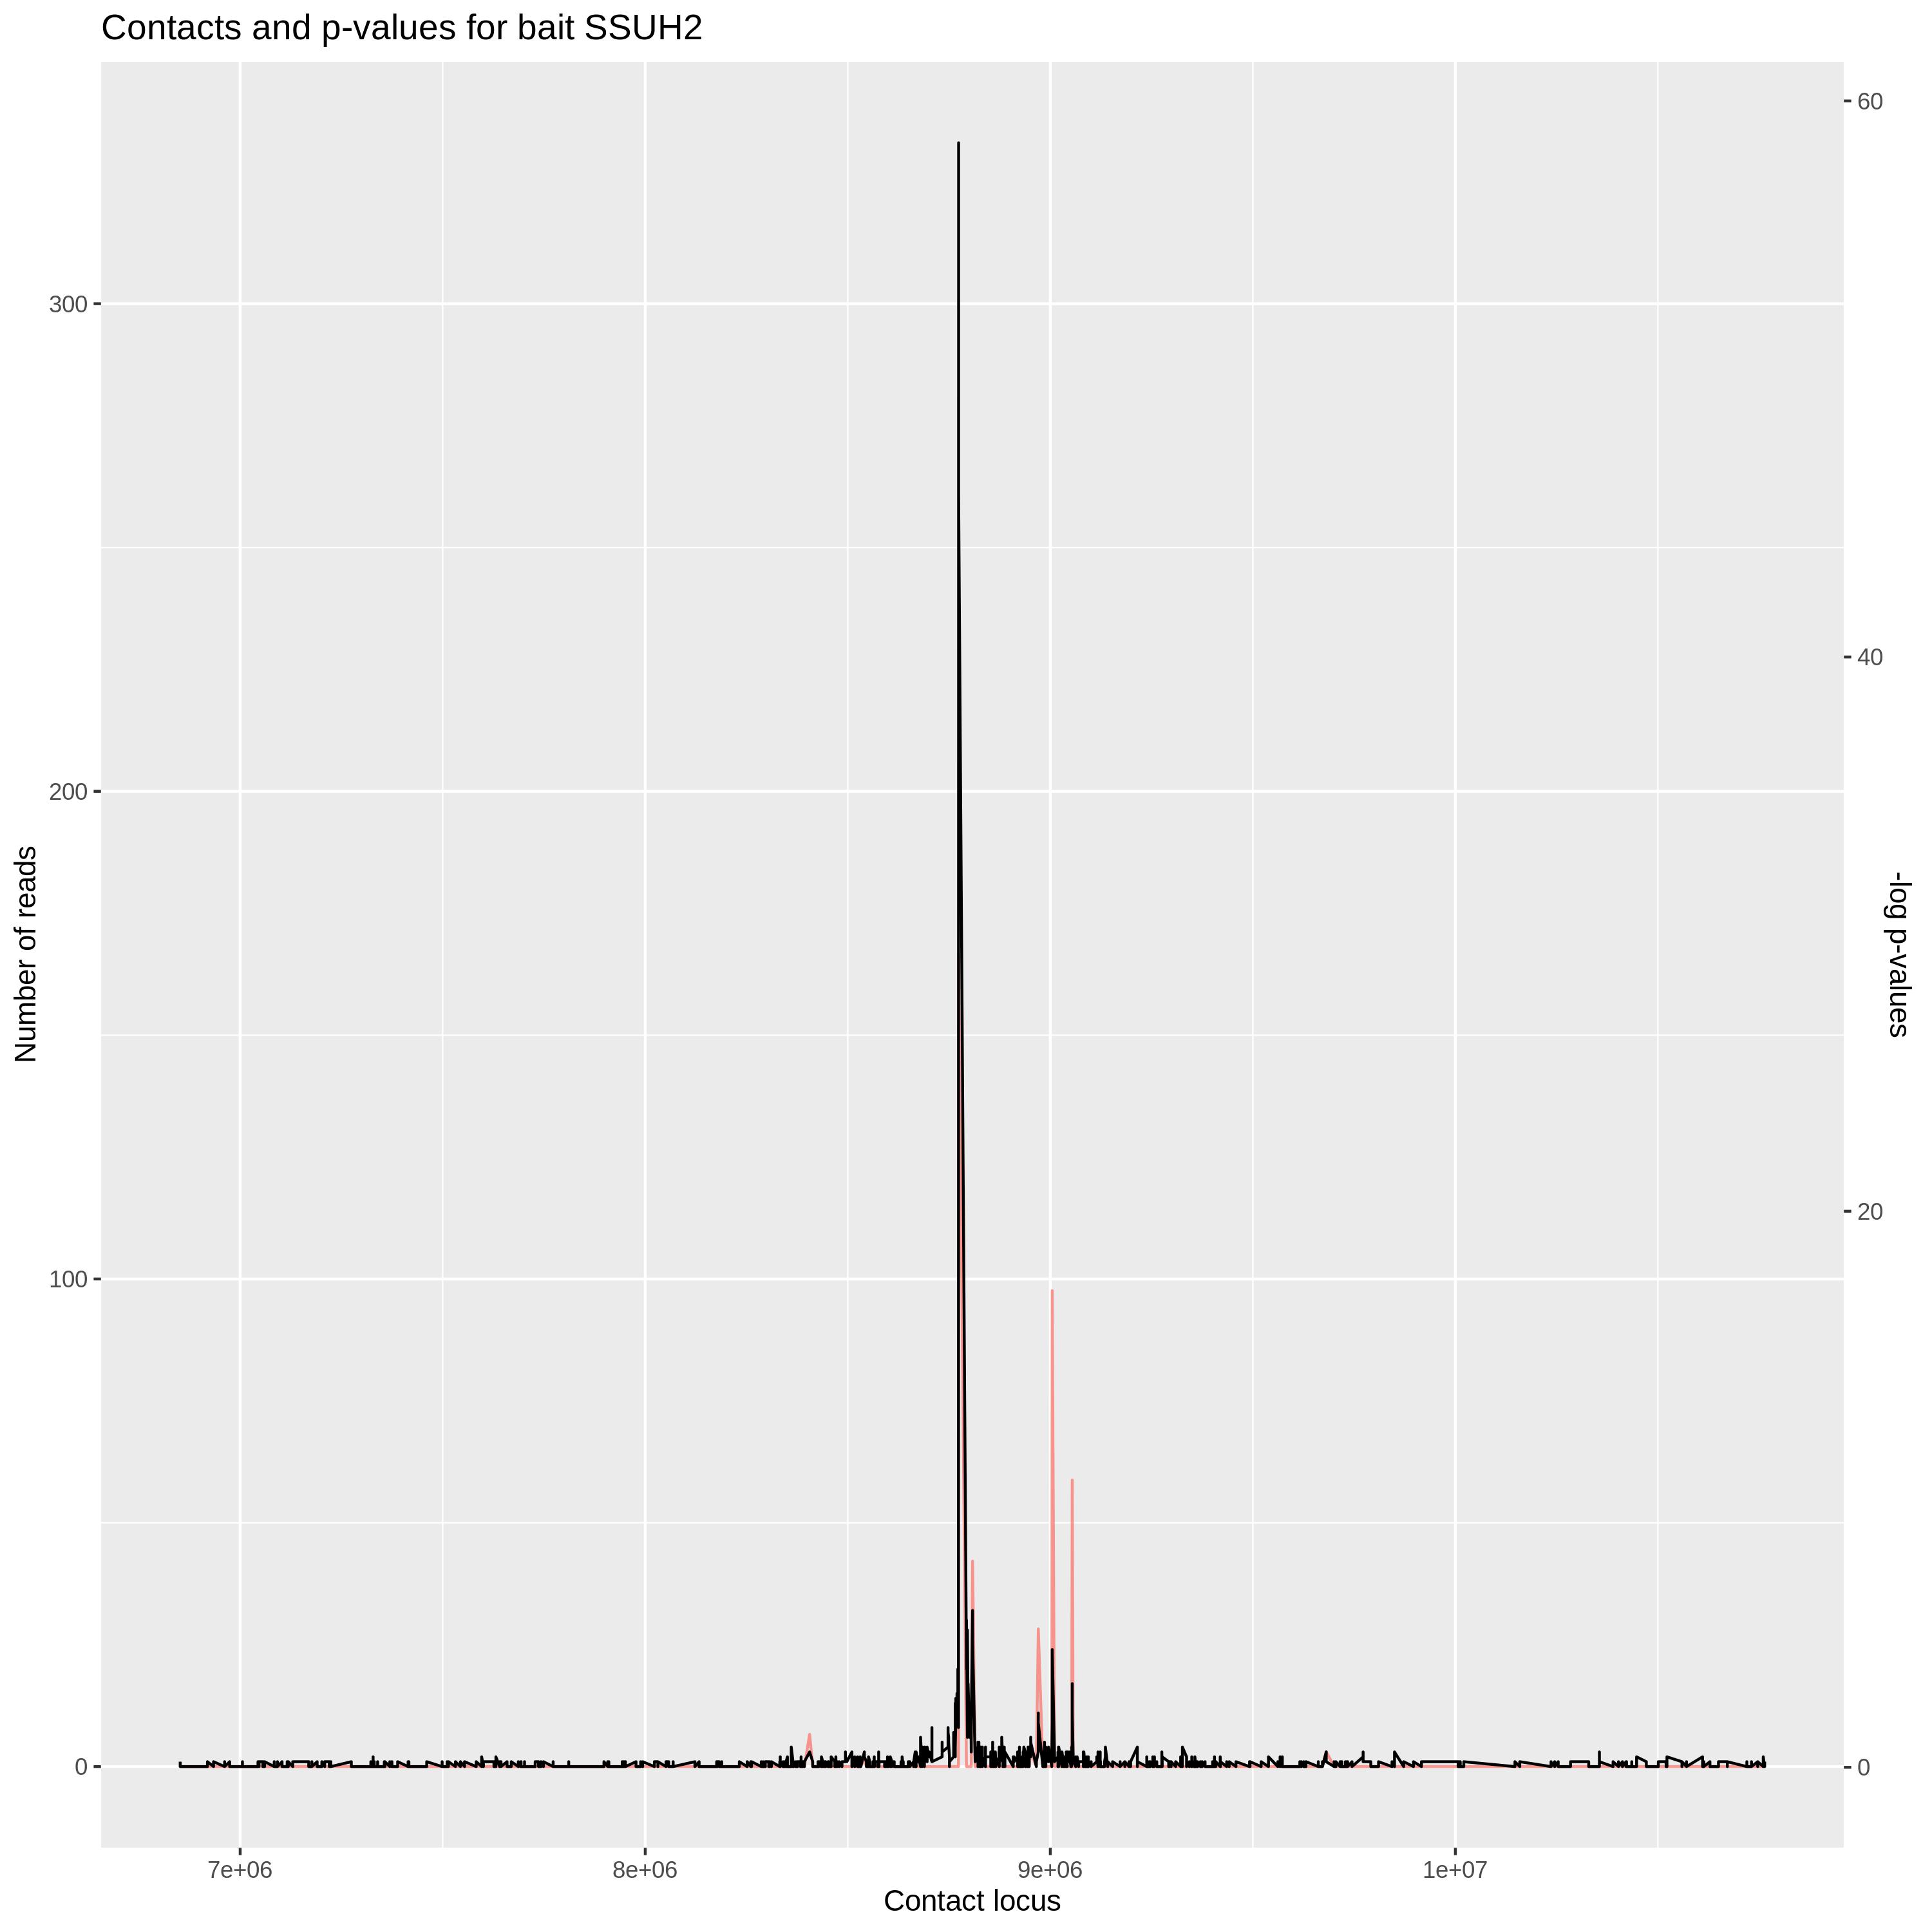 Contacts and p-values for bait SSUH2
60
300
40
200
Number of reads
-log p-values
20
100
0
0
7e+06
8e+06
9e+06
1e+07
Contact locus